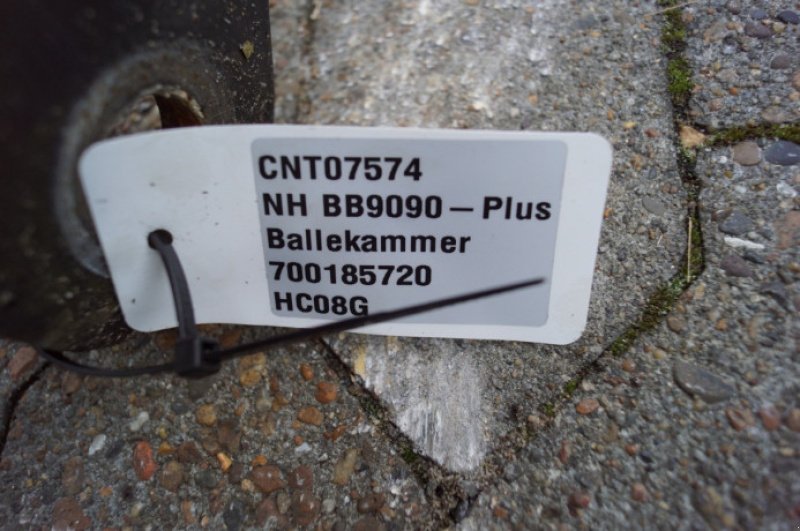 CNT07574
NH BB9090 – Plus
Ballekammer
700185720
HC08G